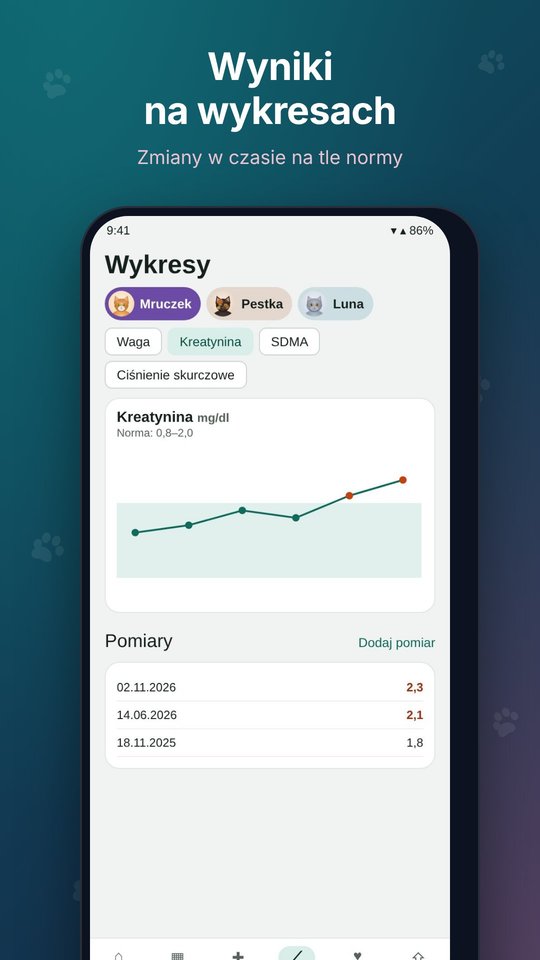 Wyniki
na wykresach
Zmiany w czasie na tle normy
9:41
86%
Wykresy
Mruczek
Pestka
Luna
Waga
Kreatynina
SDMA
Ciśnienie skurczowe
Kreatynina mg/dl
Norma: 0,8–2,0
Pomiary
Dodaj pomiar
02.11.2026 2,3
14.06.2026 2,1
18.11.2025 1,8